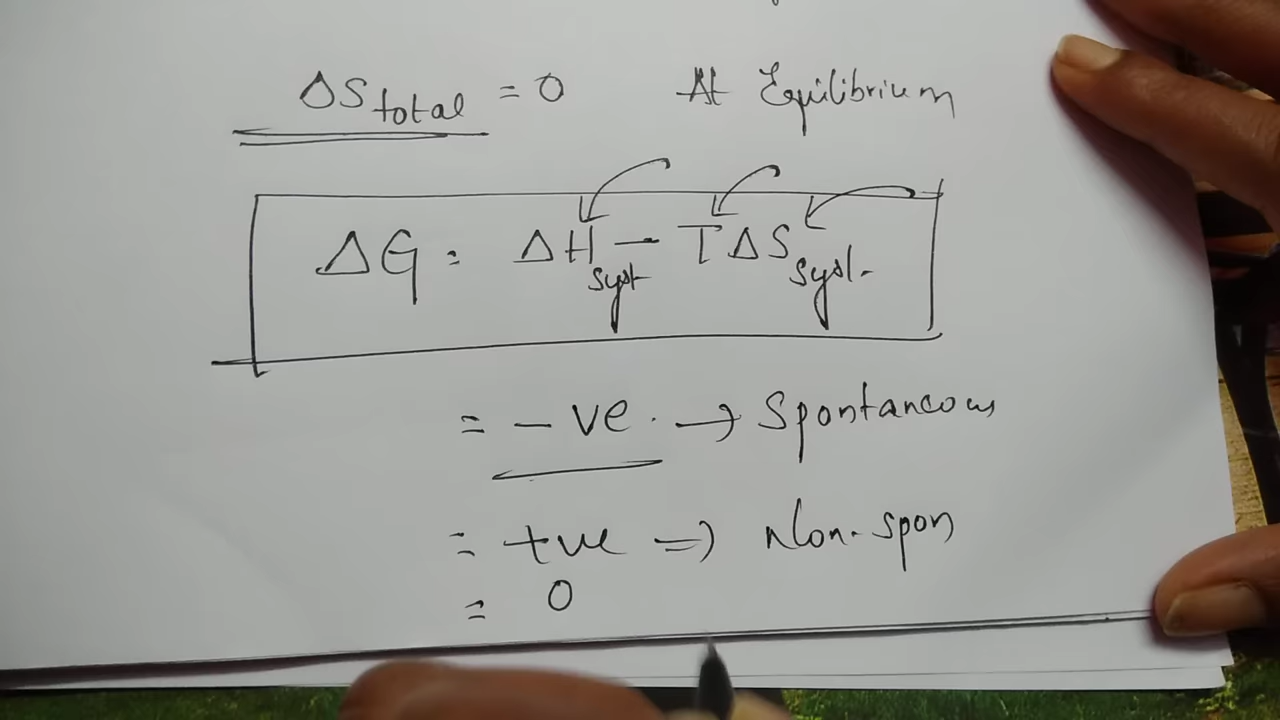 ΔS total = 0 At Equilibrium
ΔG = ΔH syst - TΔS syst.
= -ve. → Spontaneous
= +ve ⇒ Non-spon
= 0